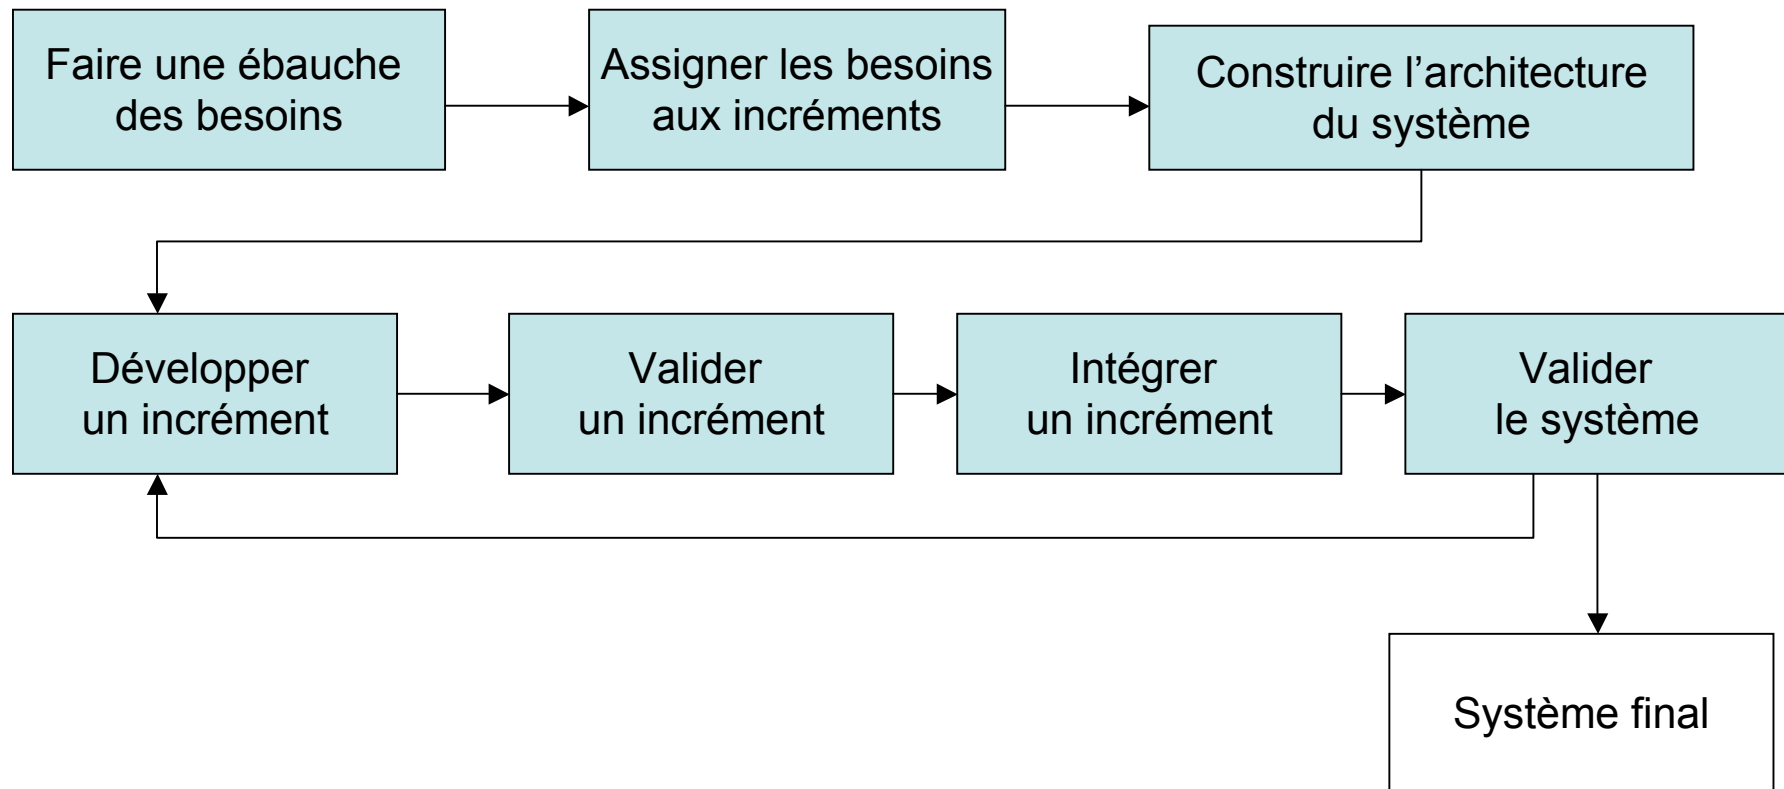 Faire une ébauche
des besoins
Assigner les besoins
aux incréments
Construire l’architecture
du système
Développer
un incrément
Valider
un incrément
Intégrer
un incrément
Valider
le système
Système final